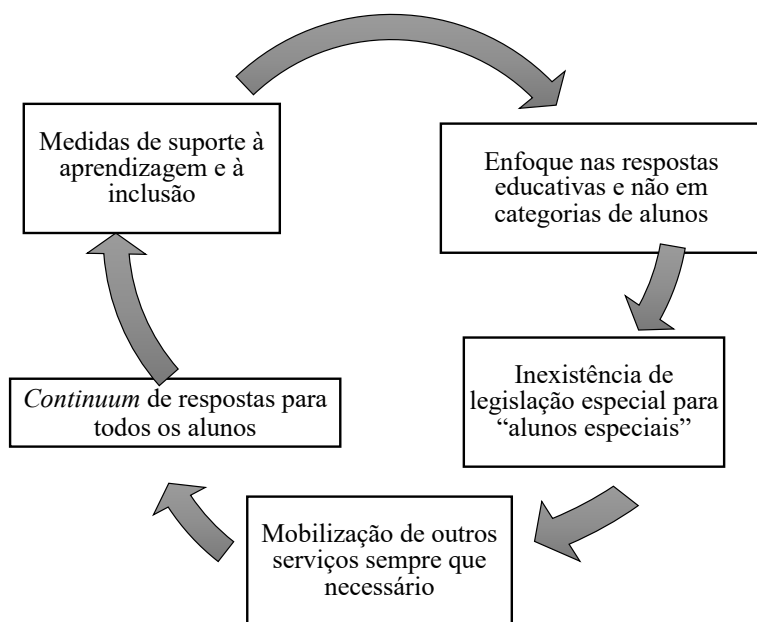 Medidas de suporte à
aprendizagem e à
inclusão
Enfoque nas respostas
educativas e não em
categorias de alunos
Inexistência de
legislação especial para
“alunos especiais”
Mobilização de outros
serviços sempre que
necessário
Continuum de respostas para
todos os alunos